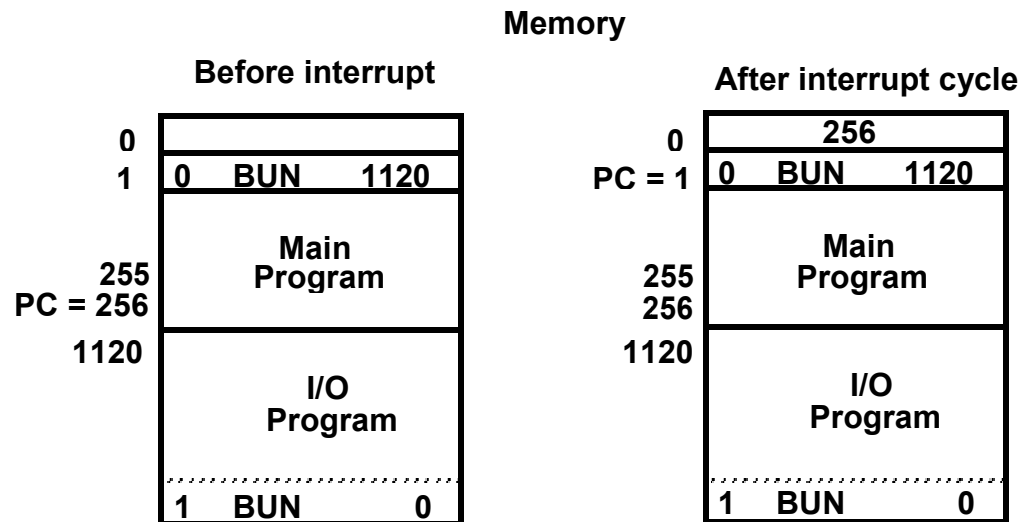 Memory
Before interrupt
0
1 0 BUN 1120
Main
Program
255
PC = 256
1120
I/O
Program
1 BUN 0
After interrupt cycle
0 256
PC = 1 0 BUN 1120
Main
Program
255
256
1120
I/O
Program
1 BUN 0